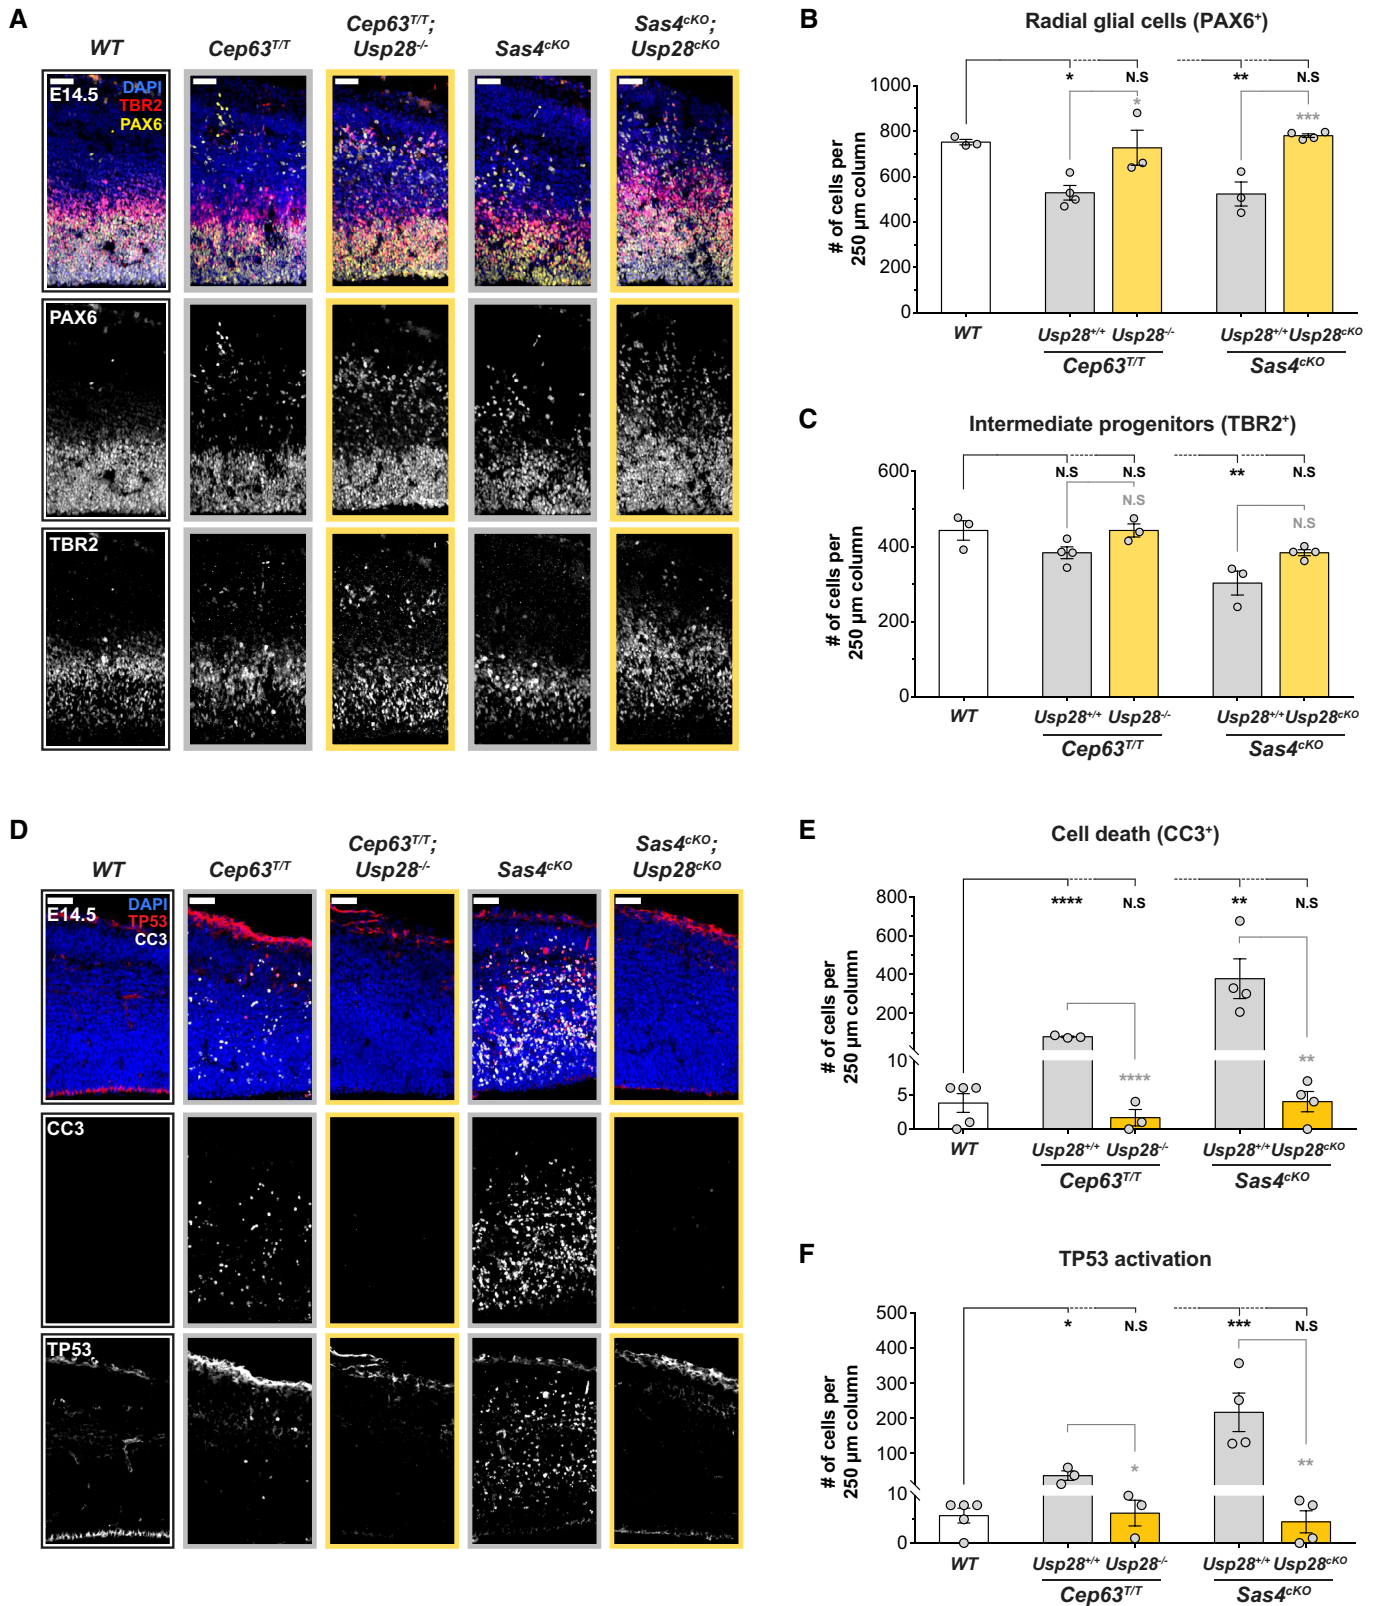 A
WT
Cep63T/T
Cep63T/T;
Usp28-/-
Sas4cKO
Sas4cKO;
Usp28cKO
E14.5
DAPI
TBR2
PAX6
PAX6
TBR2
B
Radial glial cells (PAX6+)
# of cells per
250 µm column
1000
800
600
400
200
0
* N.S ** N.S
* ***
WT Usp28+/+ Usp28-/- Usp28+/+ Usp28cKO
Cep63T/T Sas4cKO
C
Intermediate progenitors (TBR2+)
# of cells per
250 µm column
600
400
200
0
N.S N.S ** N.S
N.S N.S
WT Usp28+/+ Usp28-/- Usp28+/+ Usp28cKO
Cep63T/T Sas4cKO
D
WT
Cep63T/T
Cep63T/T;
Usp28-/-
Sas4cKO
Sas4cKO;
Usp28cKO
E14.5
DAPI
TP53
CC3
CC3
TP53
E
Cell death (CC3+)
# of cells per
250 µm column
800
600
400
200
10
5
0
**** N.S ** N.S
**** **
WT Usp28+/+ Usp28-/- Usp28+/+ Usp28cKO
Cep63T/T Sas4cKO
F
TP53 activation
# of cells per
250 µm column
500
400
300
200
100
10
0
* N.S *** N.S
* **
WT Usp28+/+ Usp28-/- Usp28+/+ Usp28cKO
Cep63T/T Sas4cKO